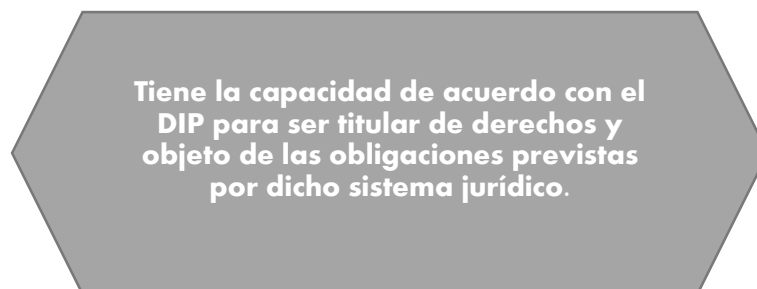 Tiene la capacidad de acuerdo con el
DIP para ser titular de derechos y
objeto de las obligaciones previstas
por dicho sistema jurídico.